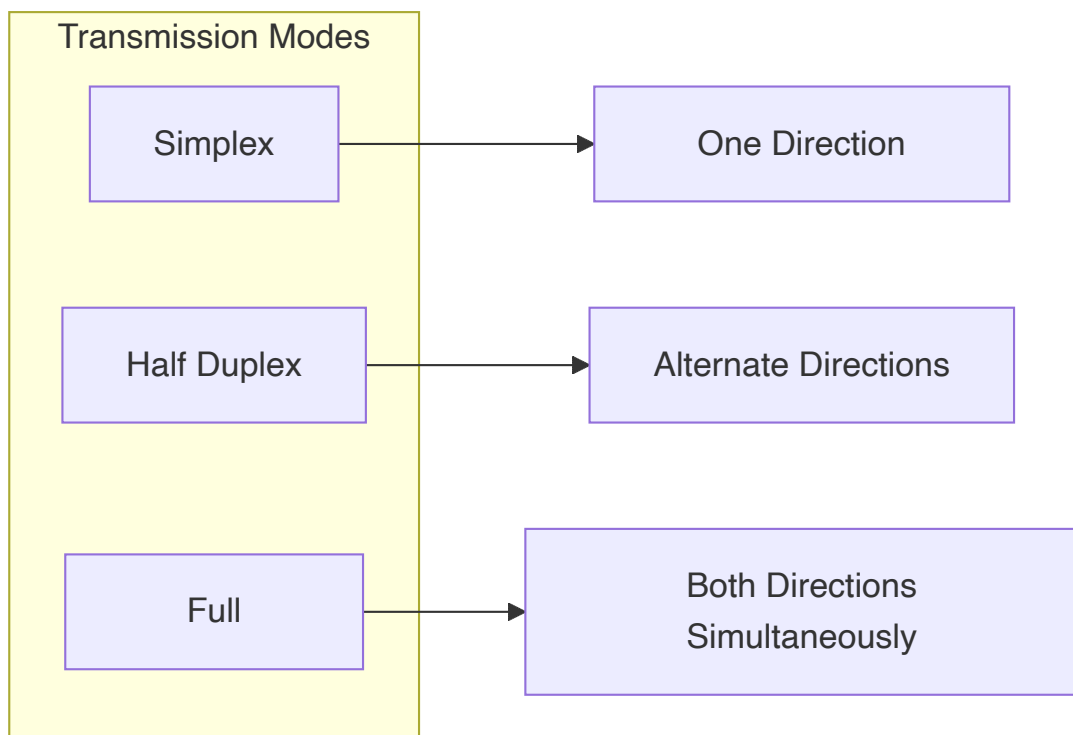 Transmission Modes
Simplex
One Direction
Half Duplex
Alternate Directions
Full
Both Directions
Simultaneously